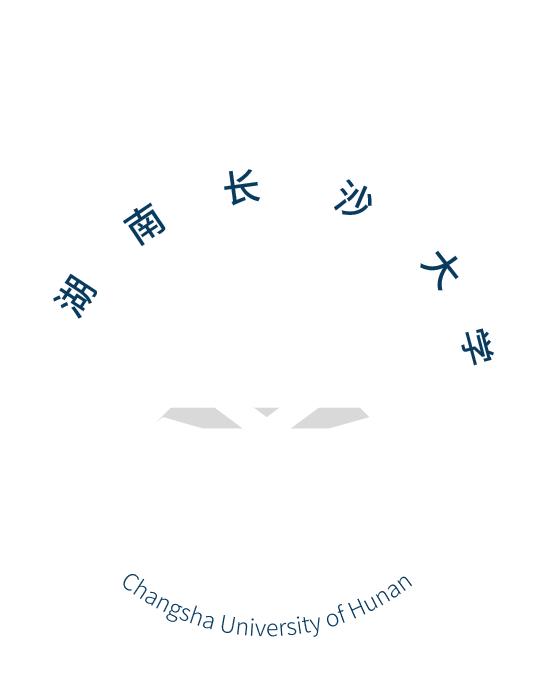 湖南长沙大学
Changsha University of Hunan